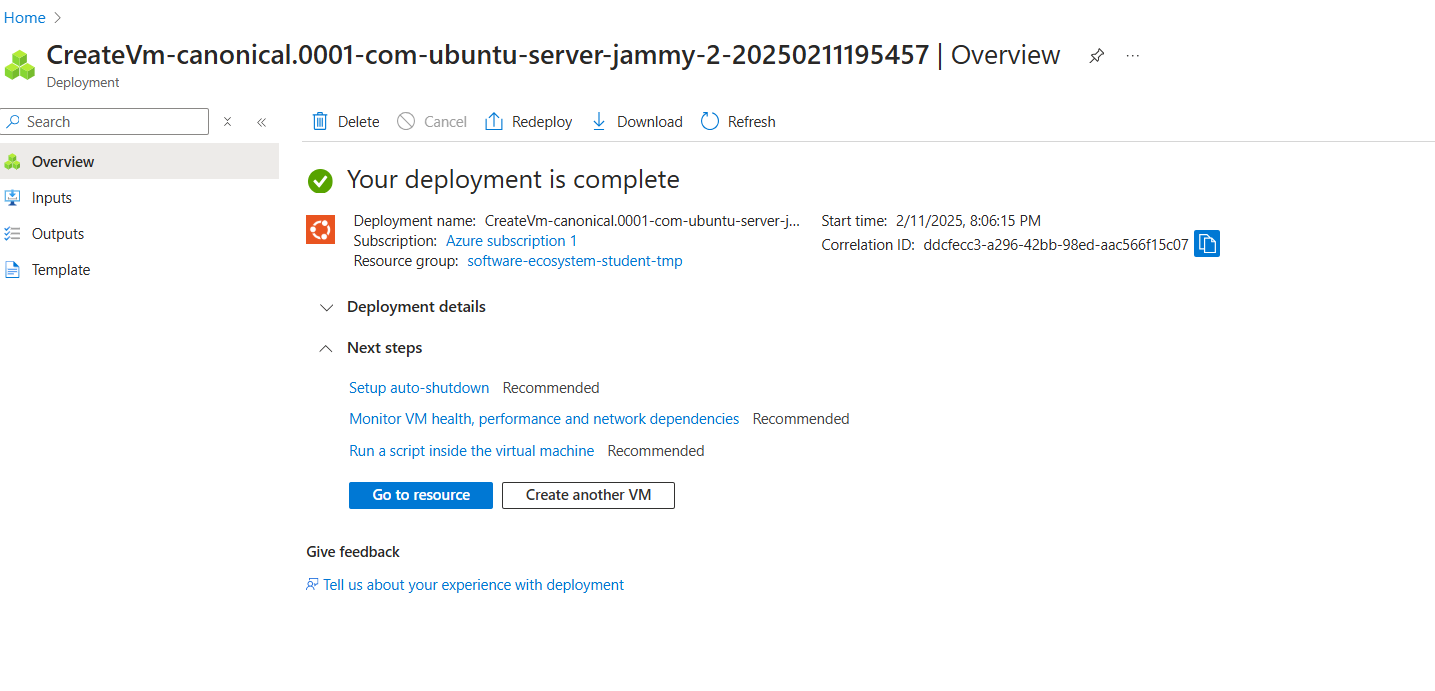 Home
CreateVm-canonical.0001-com-ubuntu-server-jammy-2-20250211195457 | Overview
Deployment
Search
Delete
Cancel
Redeploy
Download
Refresh
Overview
Inputs
Outputs
Template
Your deployment is complete
Deployment name: CreateVm-canonical.0001-com-ubuntu-server-j...
Subscription: Azure subscription 1
Resource group: software-ecosystem-student-tmp
Start time: 2/11/2025, 8:06:15 PM
Correlation ID: ddcfecc3-a296-42bb-98ed-aac566f15c07
Deployment details
Next steps
Setup auto-shutdown Recommended
Monitor VM health, performance and network dependencies Recommended
Run a script inside the virtual machine Recommended
Go to resource
Create another VM
Give feedback
Tell us about your experience with deployment